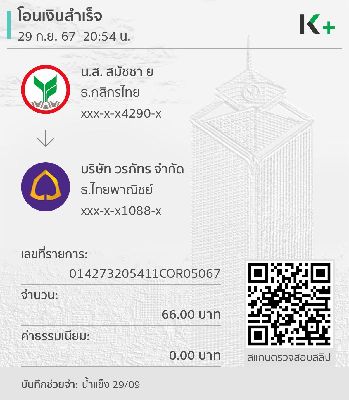 โอนเงินสำเร็จ
29 ก.ย. 67 20:54 น.
K+
น.ส. สมัชชา ย
ธ.กสิกรไทย
xxx-x-x4290-x
บริษัท วรภัทร จำกัด
ธ.ไทยพาณิชย์
xxx-x-x1088-x
เลขที่รายการ:
014273205411COR05067
จำนวน:
66.00 บาท
ค่าธรรมเนียม:
0.00 บาท
สแกนตรวจสอบสลิป
บันทึกช่วยจำ: น้ำแข็ง 29/09